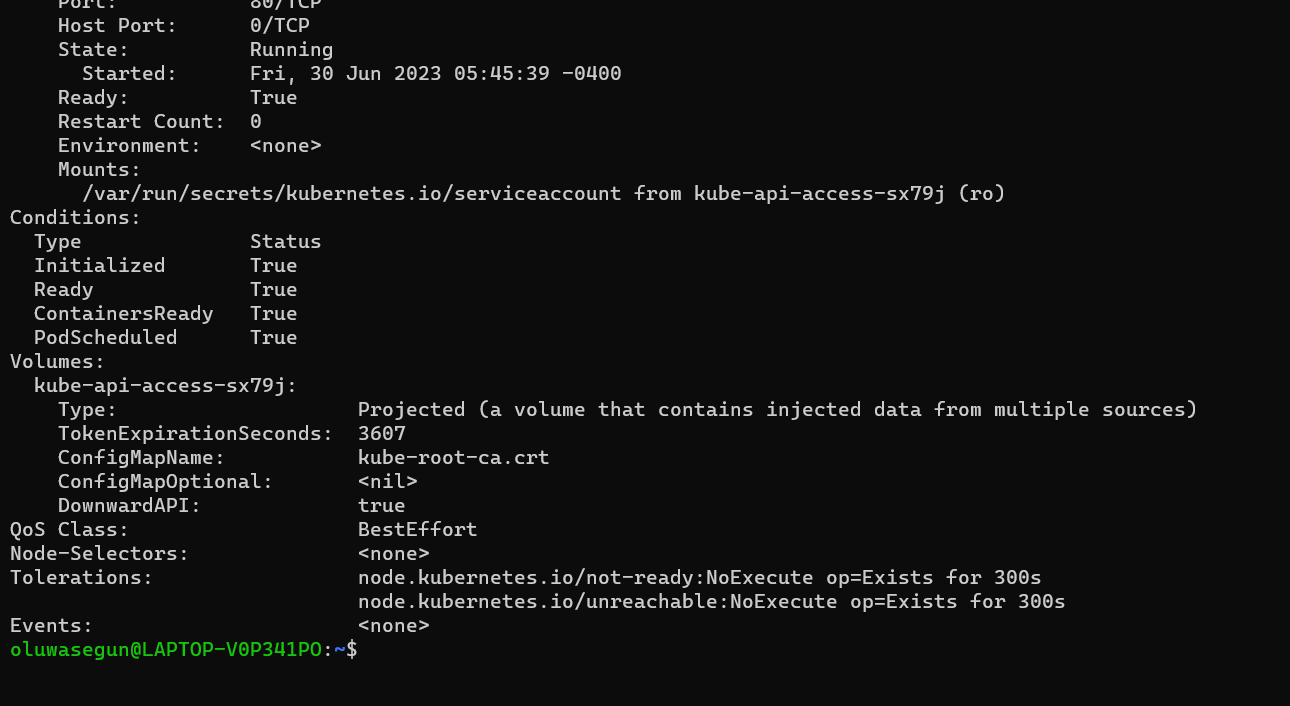 Port:           80/TCP
    Host Port:      0/TCP
    State:          Running
      Started:      Fri, 30 Jun 2023 05:45:39 -0400
    Ready:          True
    Restart Count:  0
    Environment:    <none>
    Mounts:
      /var/run/secrets/kubernetes.io/serviceaccount from kube-api-access-sx79j (ro)
Conditions:
  Type              Status
  Initialized       True
  Ready             True
  ContainersReady   True
  PodScheduled      True
Volumes:
  kube-api-access-sx79j:
    Type:                    Projected (a volume that contains injected data from multiple sources)
    TokenExpirationSeconds:  3607
    ConfigMapName:           kube-root-ca.crt
    ConfigMapOptional:       <nil>
    DownwardAPI:             true
QoS Class:                   BestEffort
Node-Selectors:              <none>
Tolerations:                 node.kubernetes.io/not-ready:NoExecute op=Exists for 300s
                             node.kubernetes.io/unreachable:NoExecute op=Exists for 300s
Events:                      <none>
oluwasegun@LAPTOP-V0P341PO:~$